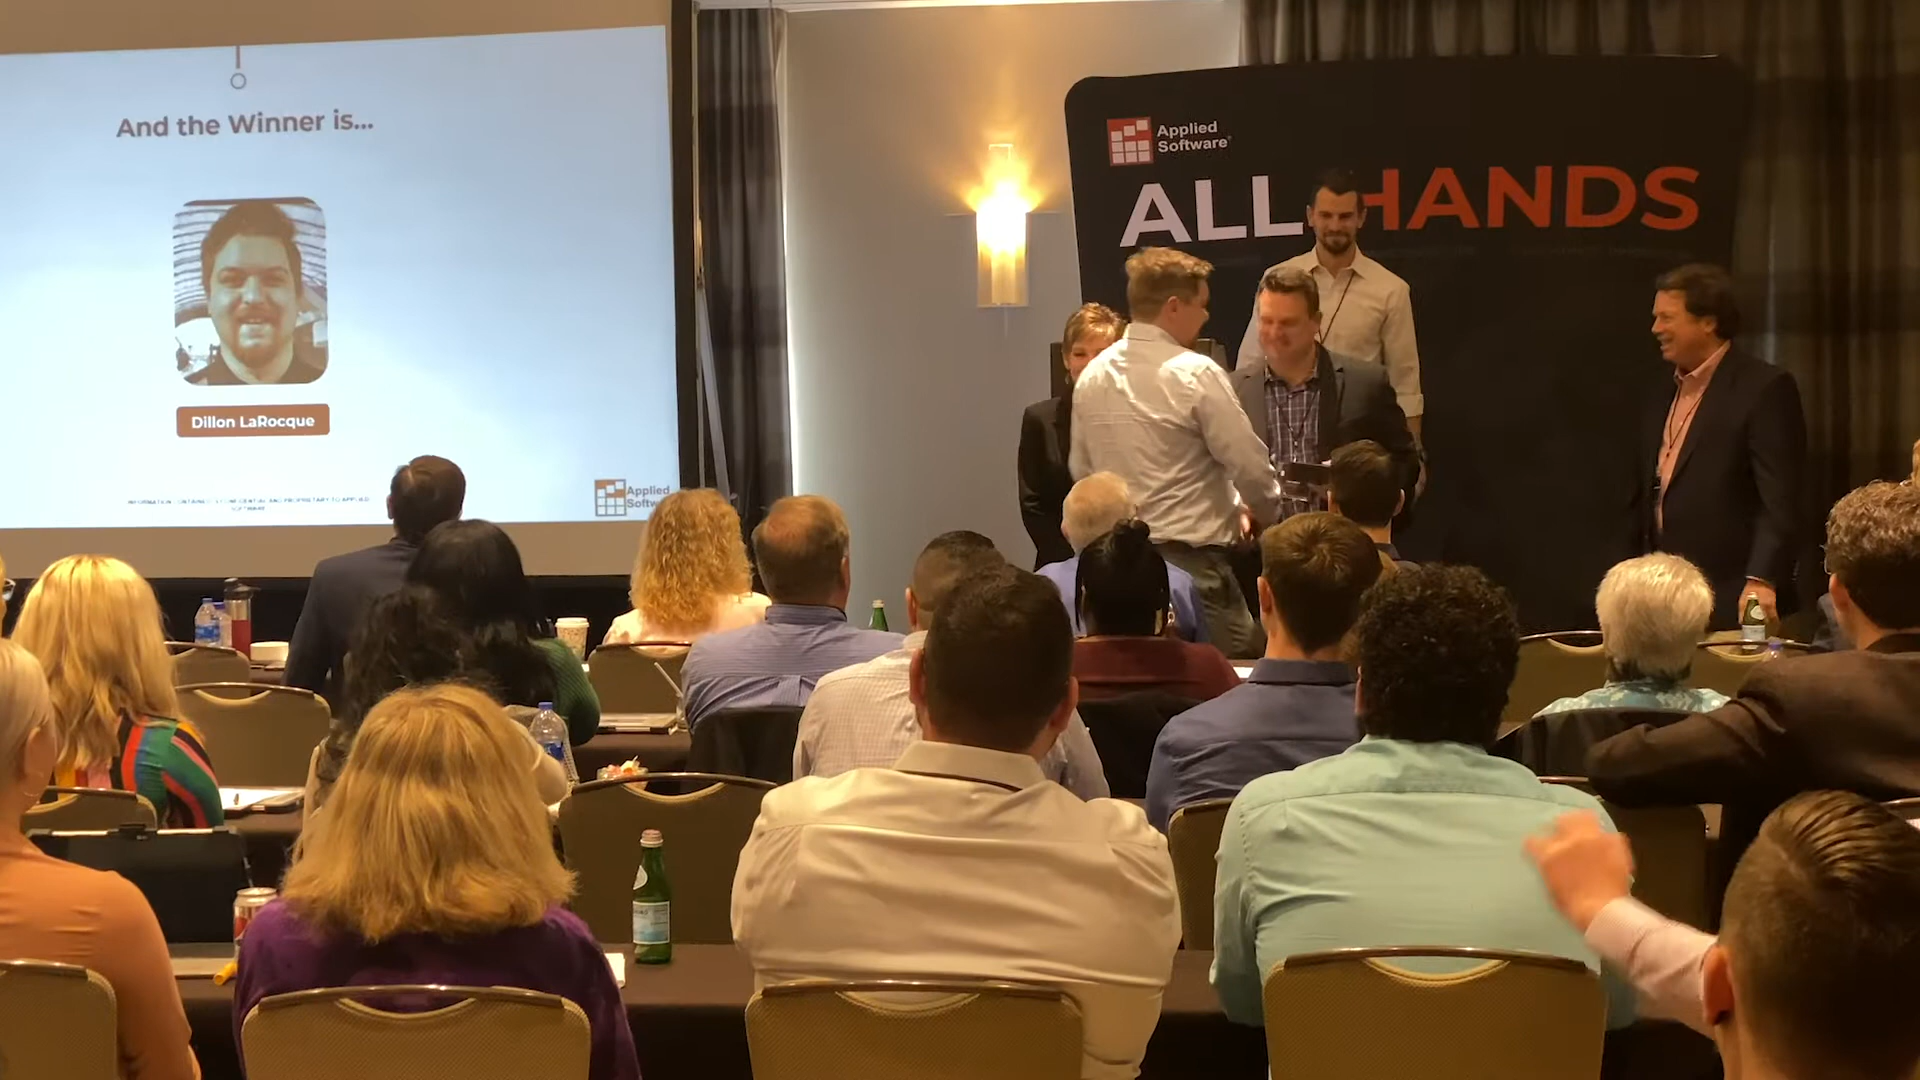 And the Winner is...
Dillon LaRocque
Applied
Software
Applied
Software
ALL HANDS